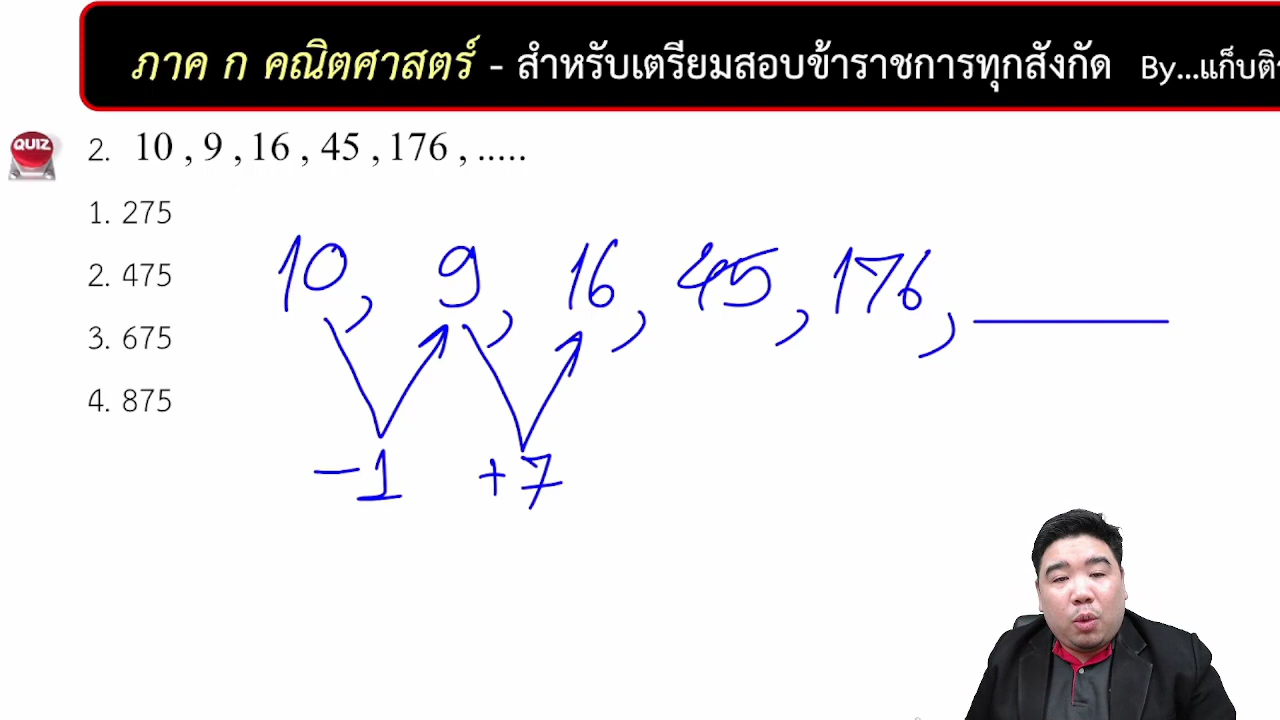 ภาค ก คณิตศาสตร์ - สำหรับเตรียมสอบข้าราชการทุกสังกัด By...แก็บติว
QUIZ
2. 10 , 9 , 16 , 45 , 176 , .....
1. 275
2. 475
3. 675
4. 875
10, 9, 16, 45, 176, ______
-1 +7